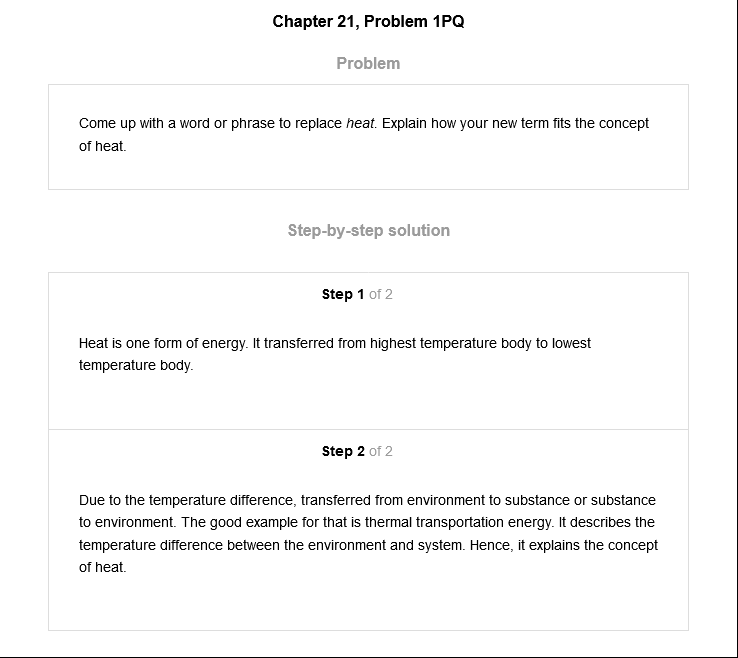 Chapter 21, Problem 1PQ
Problem
Come up with a word or phrase to replace heat. Explain how your new term fits the concept
of heat.
Step-by-step solution
Step 1 of 2
Heat is one form of energy. It transferred from highest temperature body to lowest
temperature body.
Step 2 of 2
Due to the temperature difference, transferred from environment to substance or substance
to environment. The good example for that is thermal transportation energy. It describes the
temperature difference between the environment and system. Hence, it explains the concept
of heat.